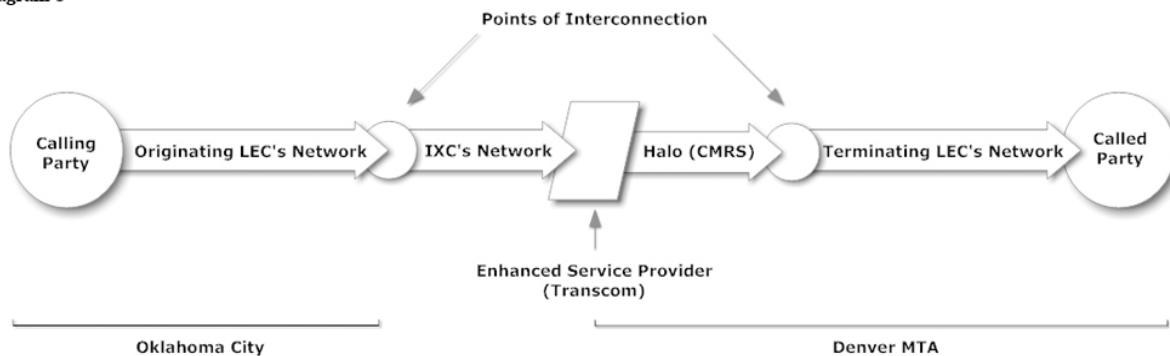 Points of Interconnection
Calling
Party
Originating LEC's Network
IXC's Network
Halo (CMRS)
Terminating LEC's Network
Called
Party
Enhanced Service Provider
(Transcom)
Oklahoma City
Denver MTA